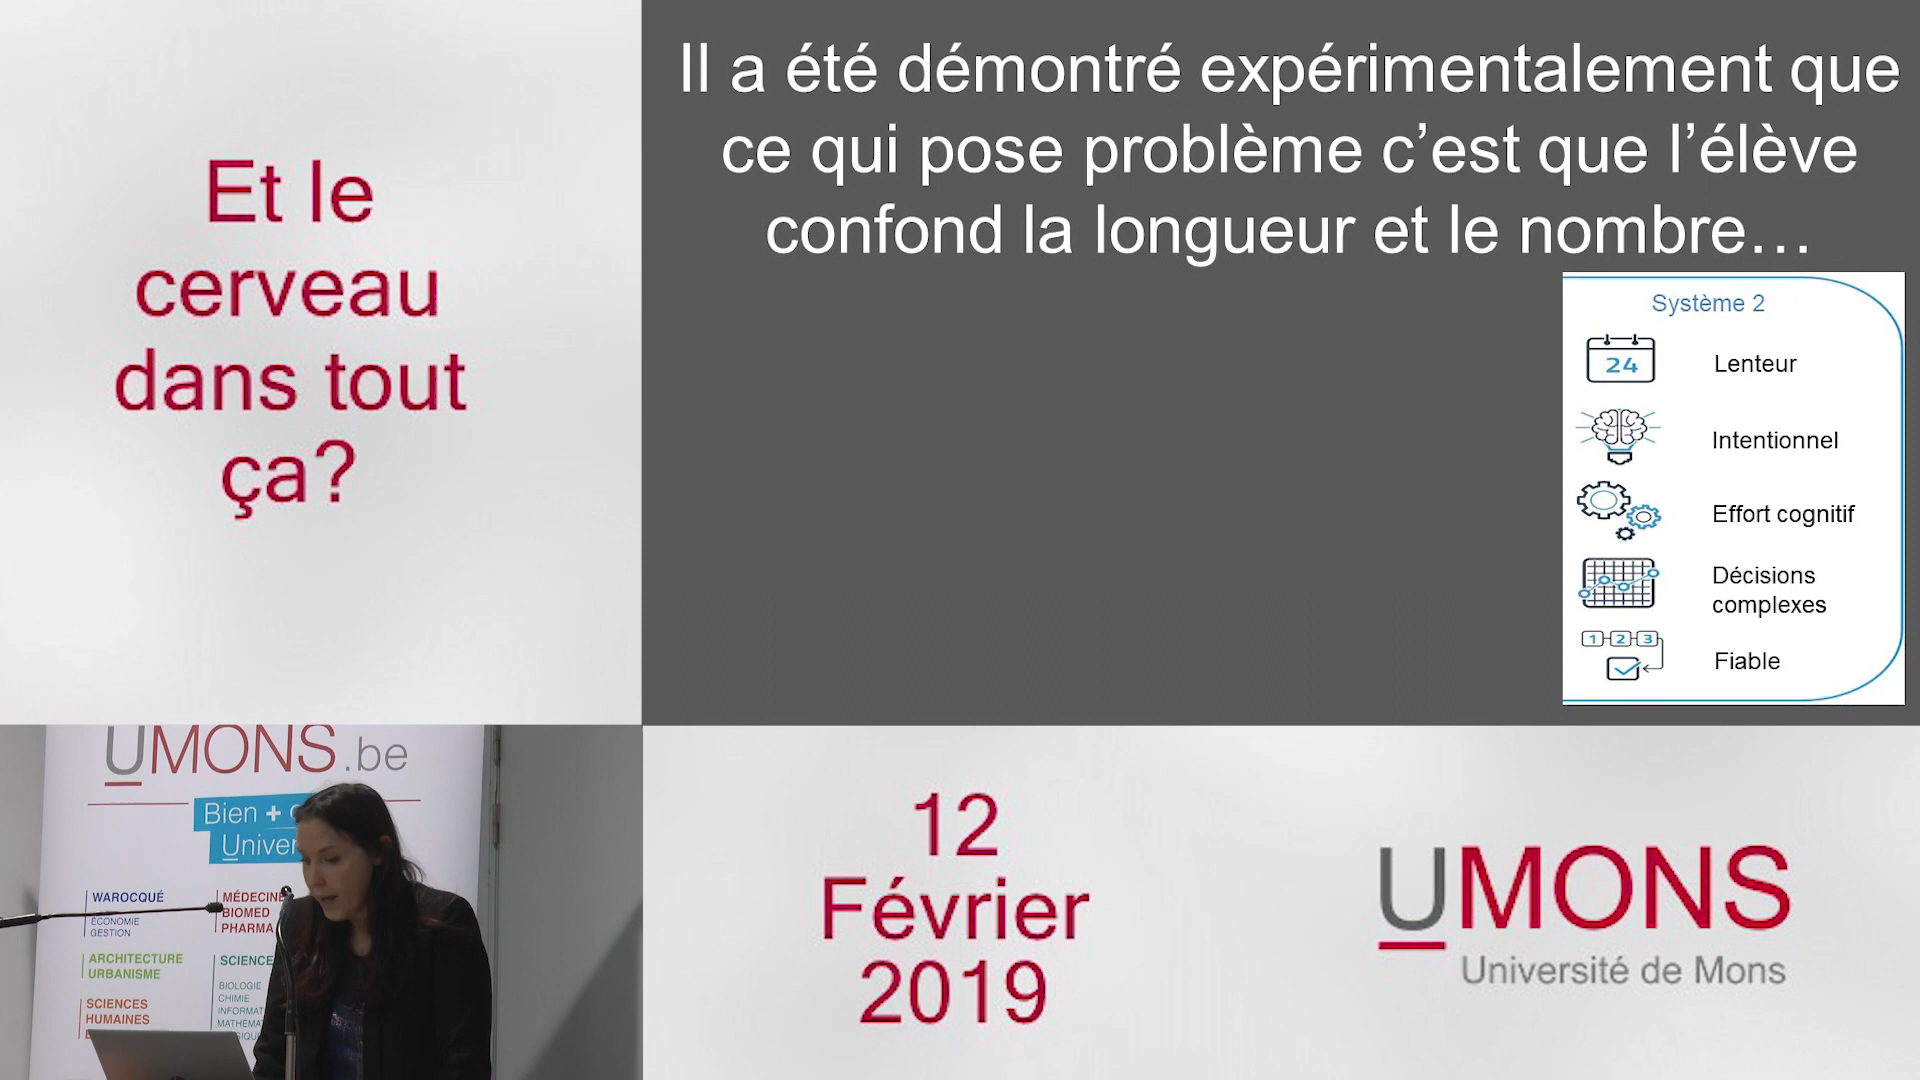 Et le
cerveau
dans tout
ça?
Il a été démontré expérimentalement que
ce qui pose problème c’est que l’élève
confond la longueur et le nombre…
Système 2
24
Lenteur
Intentionnel
Effort cognitif
Décisions
complexes
1 2 3
Fiable
UMONS.be
Bien +
Univer
WAROCQUÉ
ÉCONOMIE
GESTION
ARCHITECTURE
URBANISME
SCIENCES
HUMAINES
MÉDECINE
BIOMED
PHARMA
SCIENCE
BIOLOGIE
CHIMIE
INFORMAT
MATHÉMA
12
Février
2019
UMONS
Université de Mons